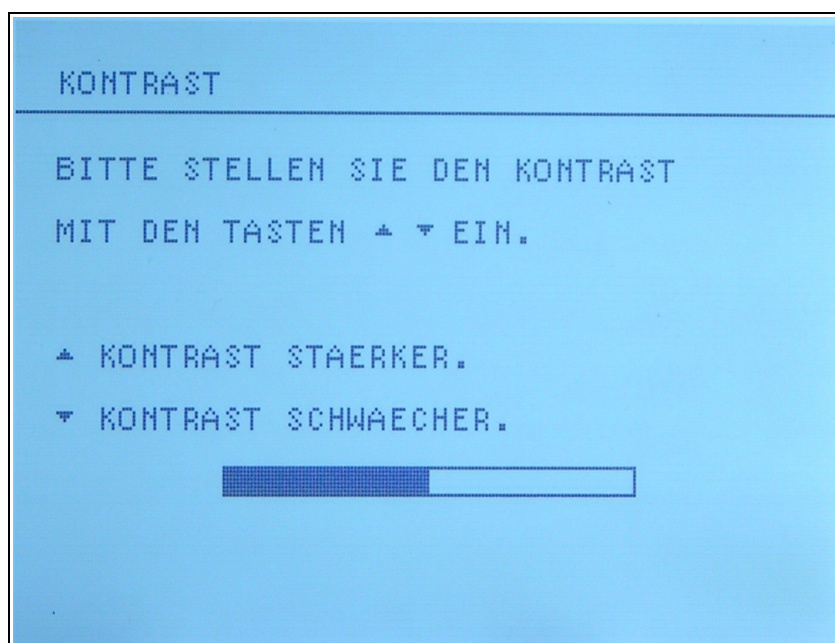 KONTRAST
BITTE STELLEN SIE DEN KONTRAST
MIT DEN TASTEN ▲ ▼ EIN.
▲ KONTRAST STAERKER.
▼ KONTRAST SCHWAECHER.